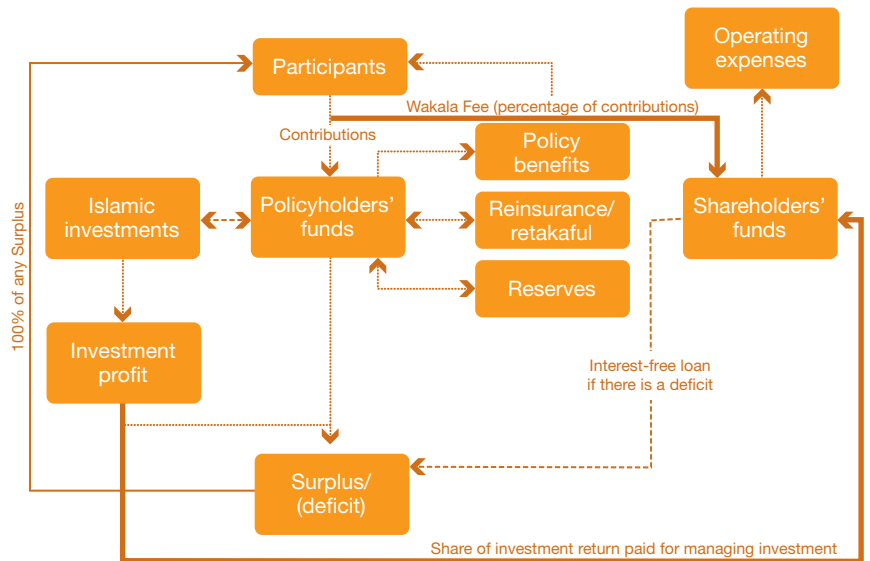 Operating
expenses
Participants
Wakala Fee (percentage of contributions)
Contributions
Policy
benefits
Islamic
investments
Policyholders’
funds
Reinsurance/
retakaful
Shareholders’
funds
Reserves
100% of any Surplus
Investment
profit
Interest-free loan
if there is a deficit
Surplus/
(deficit)
Share of investment return paid for managing investment